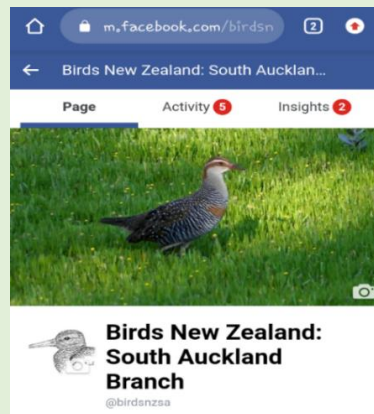 m.facebook.com/birdsn
2
Birds New Zealand: South Aucklan...
Page Activity 5 Insights 2
Birds New Zealand:
South Auckland
Branch
@birdsnzsa